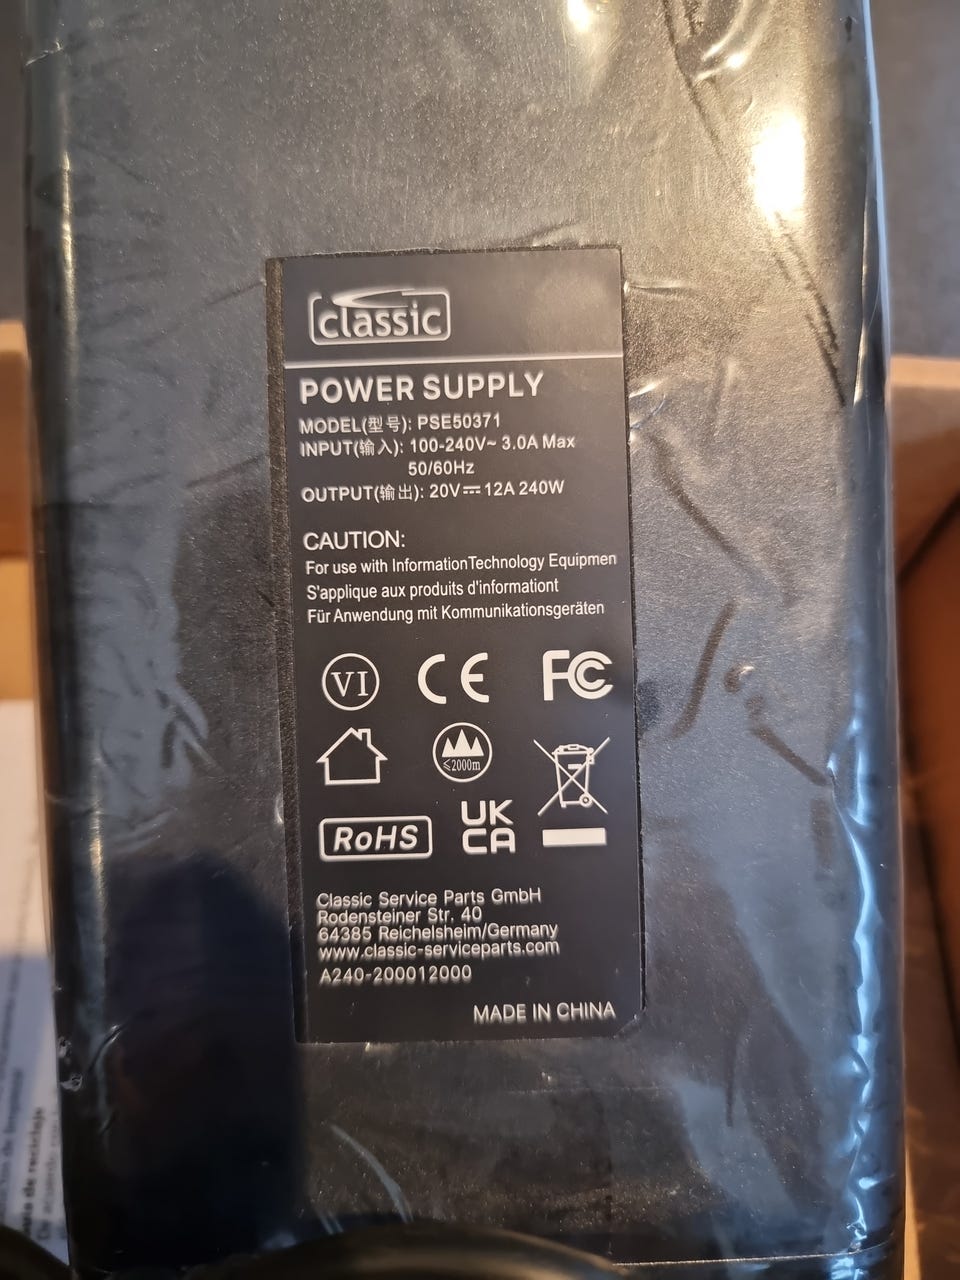 classic
POWER SUPPLY
MODEL(型号): PSE50371
INPUT(输入): 100-240V~ 3.0A Max
50/60Hz
OUTPUT(输出): 20V⎓12A 240W
CAUTION:
For use with InformationTechnology Equipmen
S'applique aux produits d'informationt
Für Anwendung mit Kommunikationsgeräten
VI
CE
FC
≤2000m
RoHS
UK
CA
Classic Service Parts GmbH
Rodensteiner Str. 40
64385 Reichelsheim/Germany
www.classic-serviceparts.com
A240-200012000
MADE IN CHINA
de reciclaje